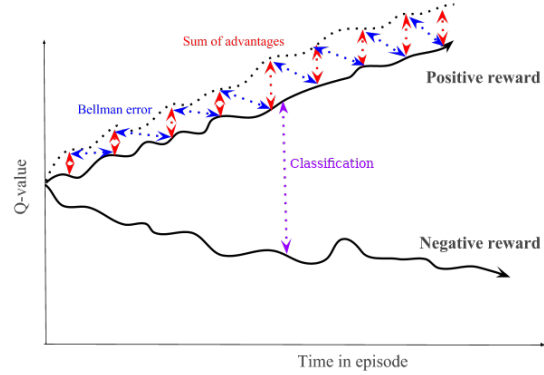 Sum of advantages
Positive reward
Bellman error
Classification
Q-value
Negative reward
Time in episode